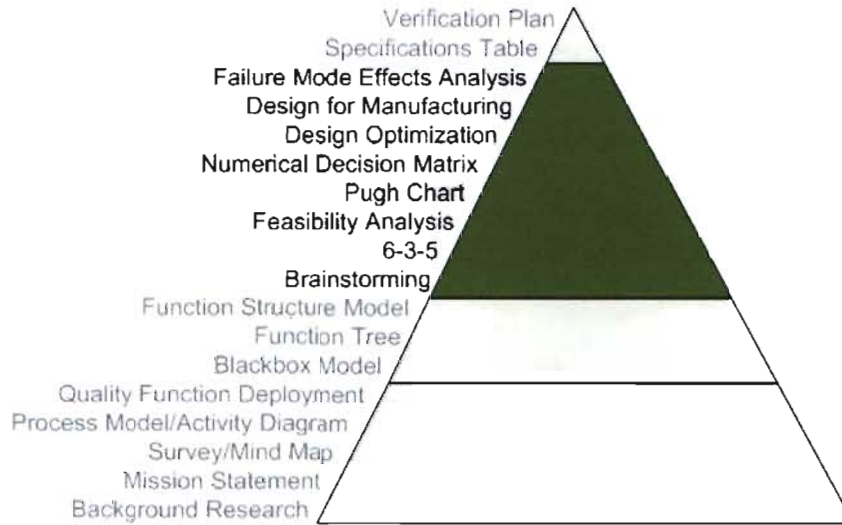 Verification Plan
Specifications Table
Failure Mode Effects Analysis
Design for Manufacturing
Design Optimization
Numerical Decision Matrix
Pugh Chart
Feasibility Analysis
6-3-5
Brainstorming
Function Structure Model
Function Tree
Blackbox Model
Quality Function Deployment
Process Model/Activity Diagram
Survey/Mind Map
Mission Statement
Background Research